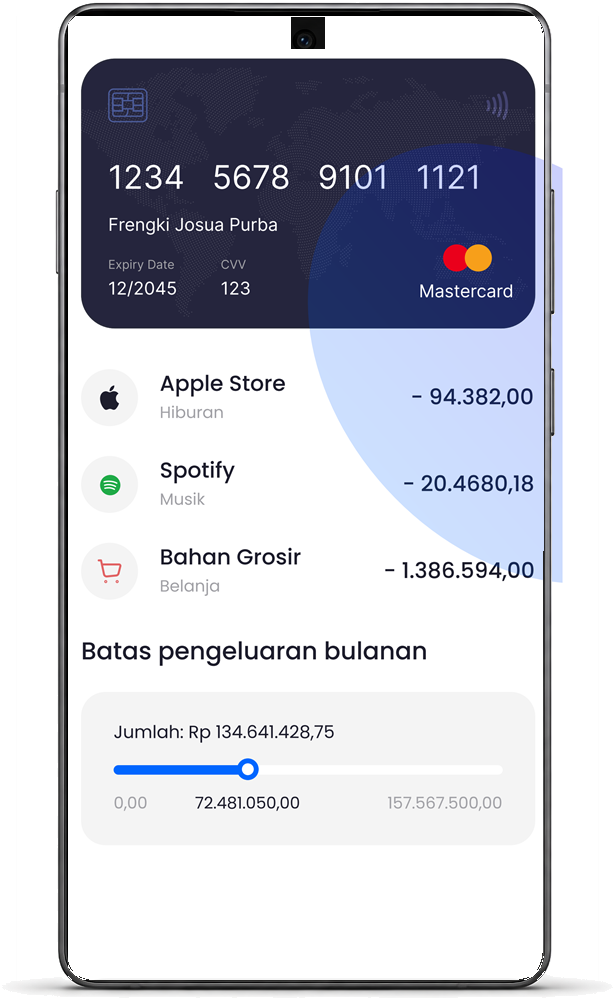 1234 5678 9101 1121
Frengki Josua Purba
Expiry Date CVV
12/2045 123
Mastercard
Apple Store
Hiburan
- 94.382,00
Spotify
Musik
- 20.4680,18
Bahan Grosir
Belanja
- 1.386.594,00
Batas pengeluaran bulanan
Jumlah: Rp 134.641.428,75
0,00 72.481.050,00 157.567.500,00